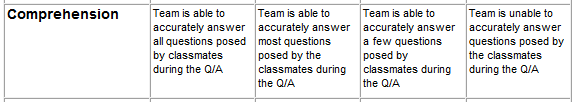 Comprehension
Team is able to
accurately answer
all questions posed
by classmates
during the Q/A
Team is able to
accurately answer
most questions
posed by the
classmates during
the Q/A
Team is able to
accurately answer
a few questions
posed by
classmates during
the Q/A
Team is unable to
accurately answer
questions posed by
the classmates
during the Q/A